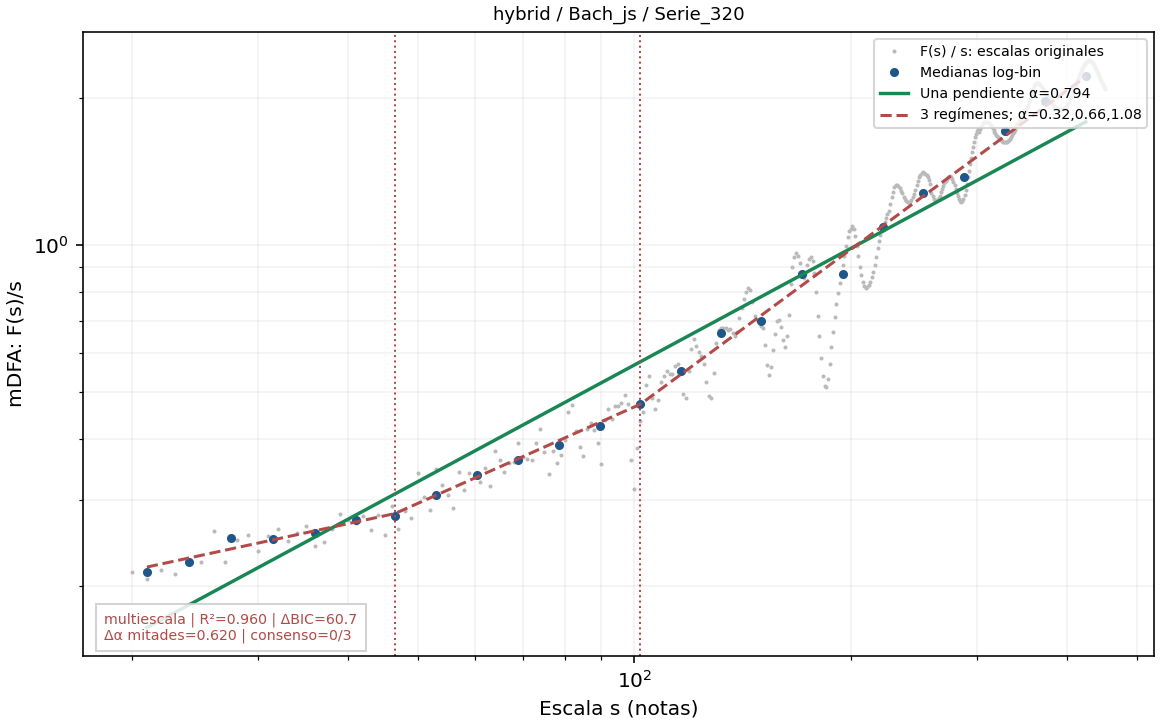 hybrid / Bach_js / Serie_320
F(s) / s: escalas originales
Medianas log-bin
Una pendiente α=0.794
3 regímenes; α=0.32,0.66,1.08
mDFA: F(s)/s
10⁰
multiescala | R²=0.960 | ΔBIC=60.7
Δα mitades=0.620 | consenso=0/3
10²
Escala s (notas)